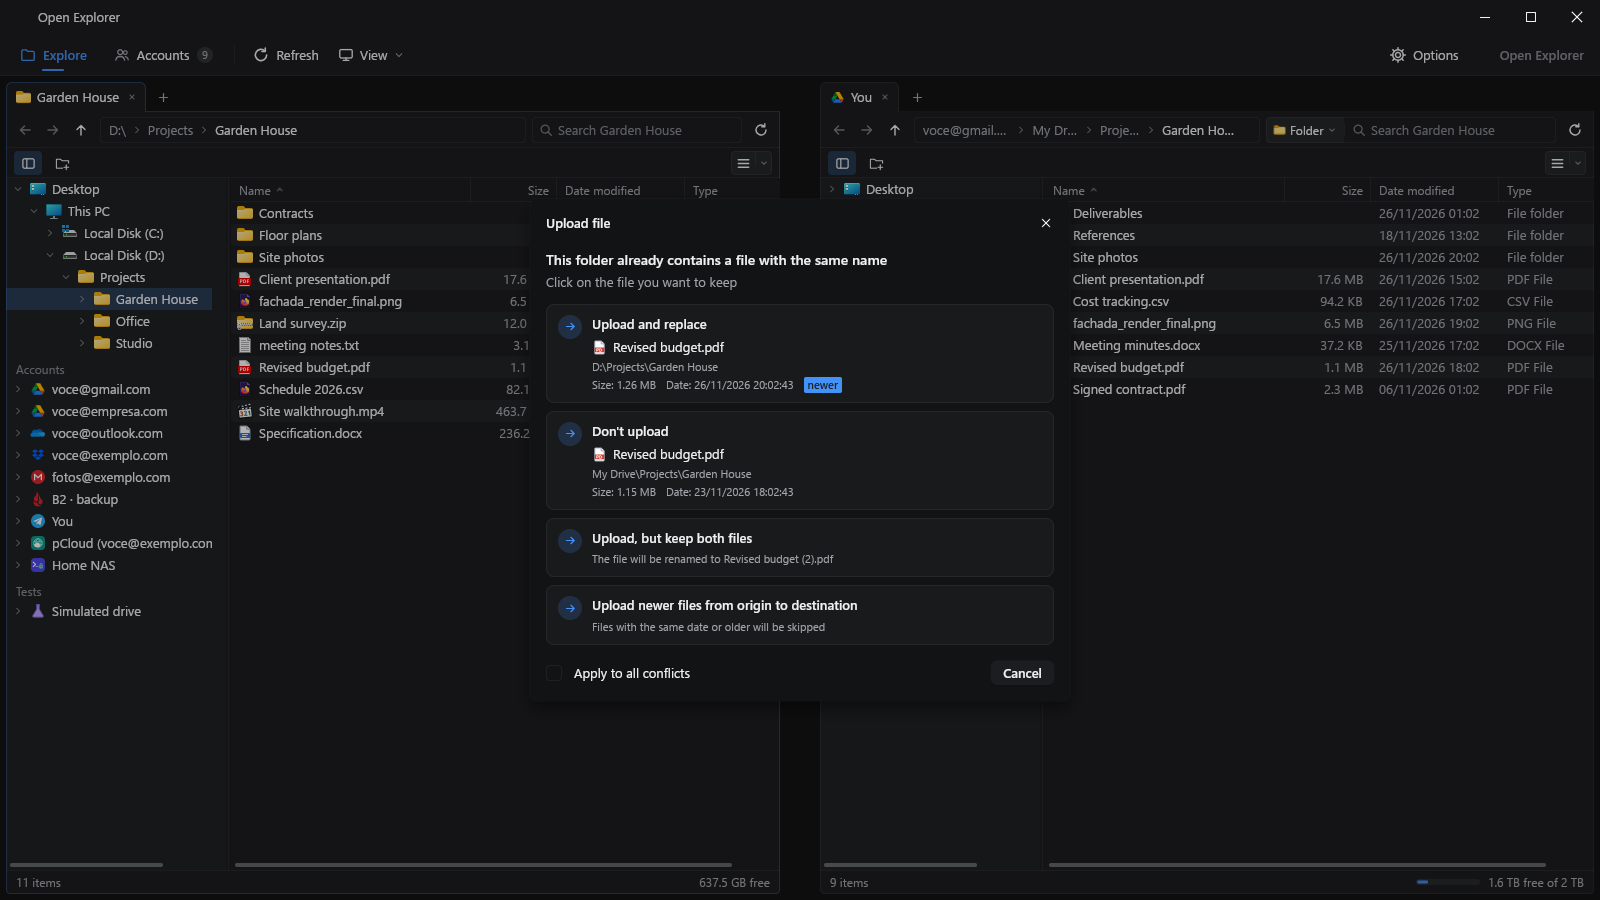 Open Explorer
Explore
Accounts 9
Refresh
View
Options
Open Explorer
Garden House
D:\ Projects Garden House
Search Garden House
Name Size Date modified Type
Desktop
This PC
Local Disk (C:)
Local Disk (D:)
Projects
Garden House
Office
Studio
Accounts
voce@gmail.com
voce@empresa.com
voce@outlook.com
voce@exemplo.com
fotos@exemplo.com
B2 · backup
You
pCloud (voce@exemplo.con
Home NAS
Tests
Simulated drive
Contracts
Floor plans
Site photos
Client presentation.pdf 17.6
fachada_render_final.png 6.5
Land survey.zip 12.0
meeting notes.txt 3.1
Revised budget.pdf 1.1
Schedule 2026.csv 82.1
Site walkthrough.mp4 463.7
Specification.docx 236.2
11 items
637.5 GB free
Upload file
This folder already contains a file with the same name
Click on the file you want to keep
Upload and replace
Revised budget.pdf
D:\Projects\Garden House
Size: 1.26 MB Date: 26/11/2026 20:02:43 newer
Don't upload
Revised budget.pdf
My Drive\Projects\Garden House
Size: 1.15 MB Date: 23/11/2026 18:02:43
Upload, but keep both files
The file will be renamed to Revised budget (2).pdf
Upload newer files from origin to destination
Files with the same date or older will be skipped
Apply to all conflicts
Cancel
You
voce@gmail.... My Dr... Proje... Garden Ho...
Folder
Search Garden House
Desktop
Name Size Date modified Type
Deliverables 26/11/2026 01:02 File folder
References 18/11/2026 13:02 File folder
Site photos 26/11/2026 20:02 File folder
Client presentation.pdf 17.6 MB 26/11/2026 15:02 PDF File
Cost tracking.csv 94.2 KB 26/11/2026 17:02 CSV File
fachada_render_final.png 6.5 MB 26/11/2026 19:02 PNG File
Meeting minutes.docx 37.2 KB 25/11/2026 17:02 DOCX File
Revised budget.pdf 1.1 MB 26/11/2026 18:02 PDF File
Signed contract.pdf 2.3 MB 06/11/2026 01:02 PDF File
9 items
1.6 TB free of 2 TB